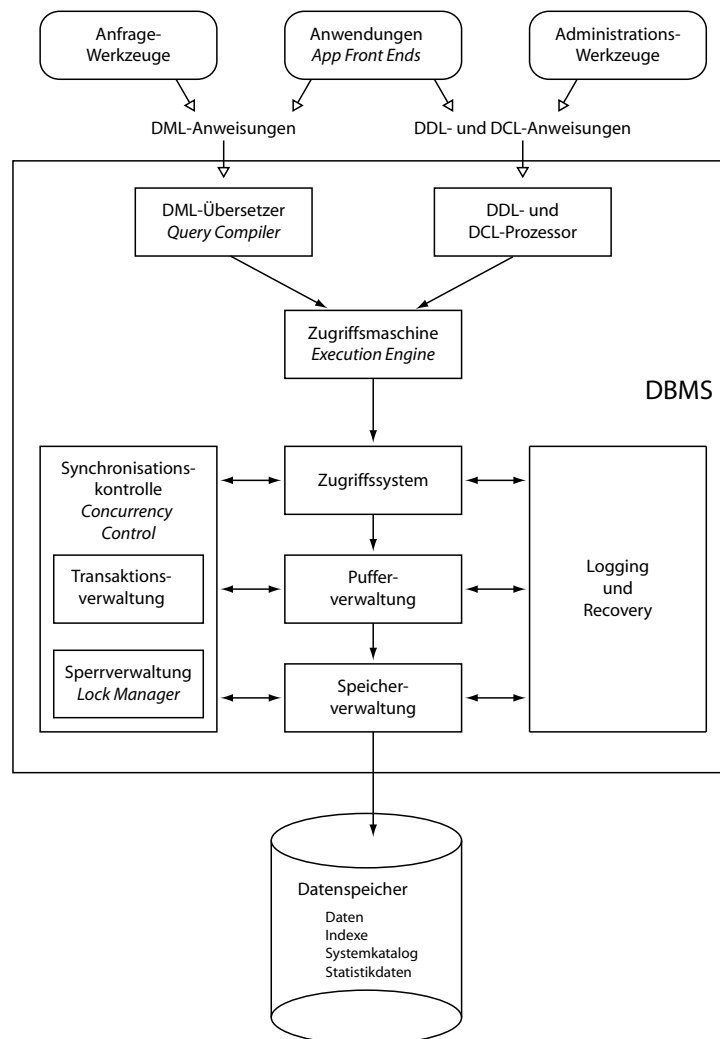 Anfrage-
Werkzeuge
Anwendungen
App Front Ends
Administrations-
Werkzeuge
DML-Anweisungen
DDL- und DCL-Anweisungen
DML-Übersetzer
Query Compiler
DDL- und
DCL-Prozessor
Zugriffsmaschine
Execution Engine
DBMS
Synchronisations-
kontrolle
Concurrency
Control
Zugriffssystem
Transaktions-
verwaltung
Puffer-
verwaltung
Logging
und
Recovery
Sperrverwaltung
Lock Manager
Speicher-
verwaltung
Datenspeicher
Daten
Indexe
Systemkatalog
Statistikdaten